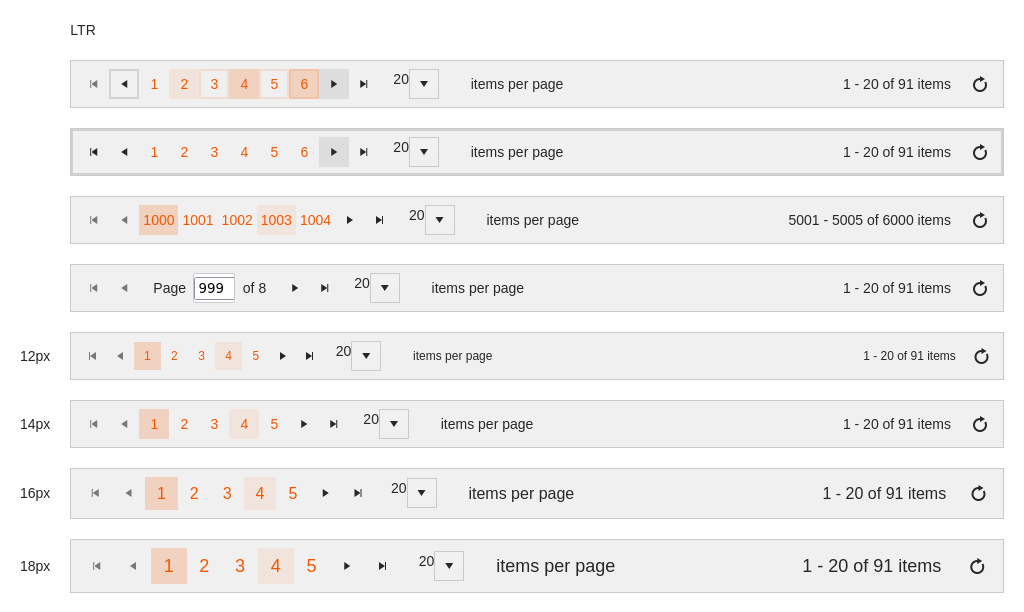 LTR
1 2 3 4 5 6 20 items per page 1 - 20 of 91 items
1 2 3 4 5 6 20 items per page 1 - 20 of 91 items
1000 1001 1002 1003 1004 20 items per page 5001 - 5005 of 6000 items
Page 999 of 8 20 items per page 1 - 20 of 91 items
12px 1 2 3 4 5 20 items per page 1 - 20 of 91 items
14px 1 2 3 4 5 20 items per page 1 - 20 of 91 items
16px 1 2 3 4 5 20 items per page 1 - 20 of 91 items
18px 1 2 3 4 5 20 items per page 1 - 20 of 91 items